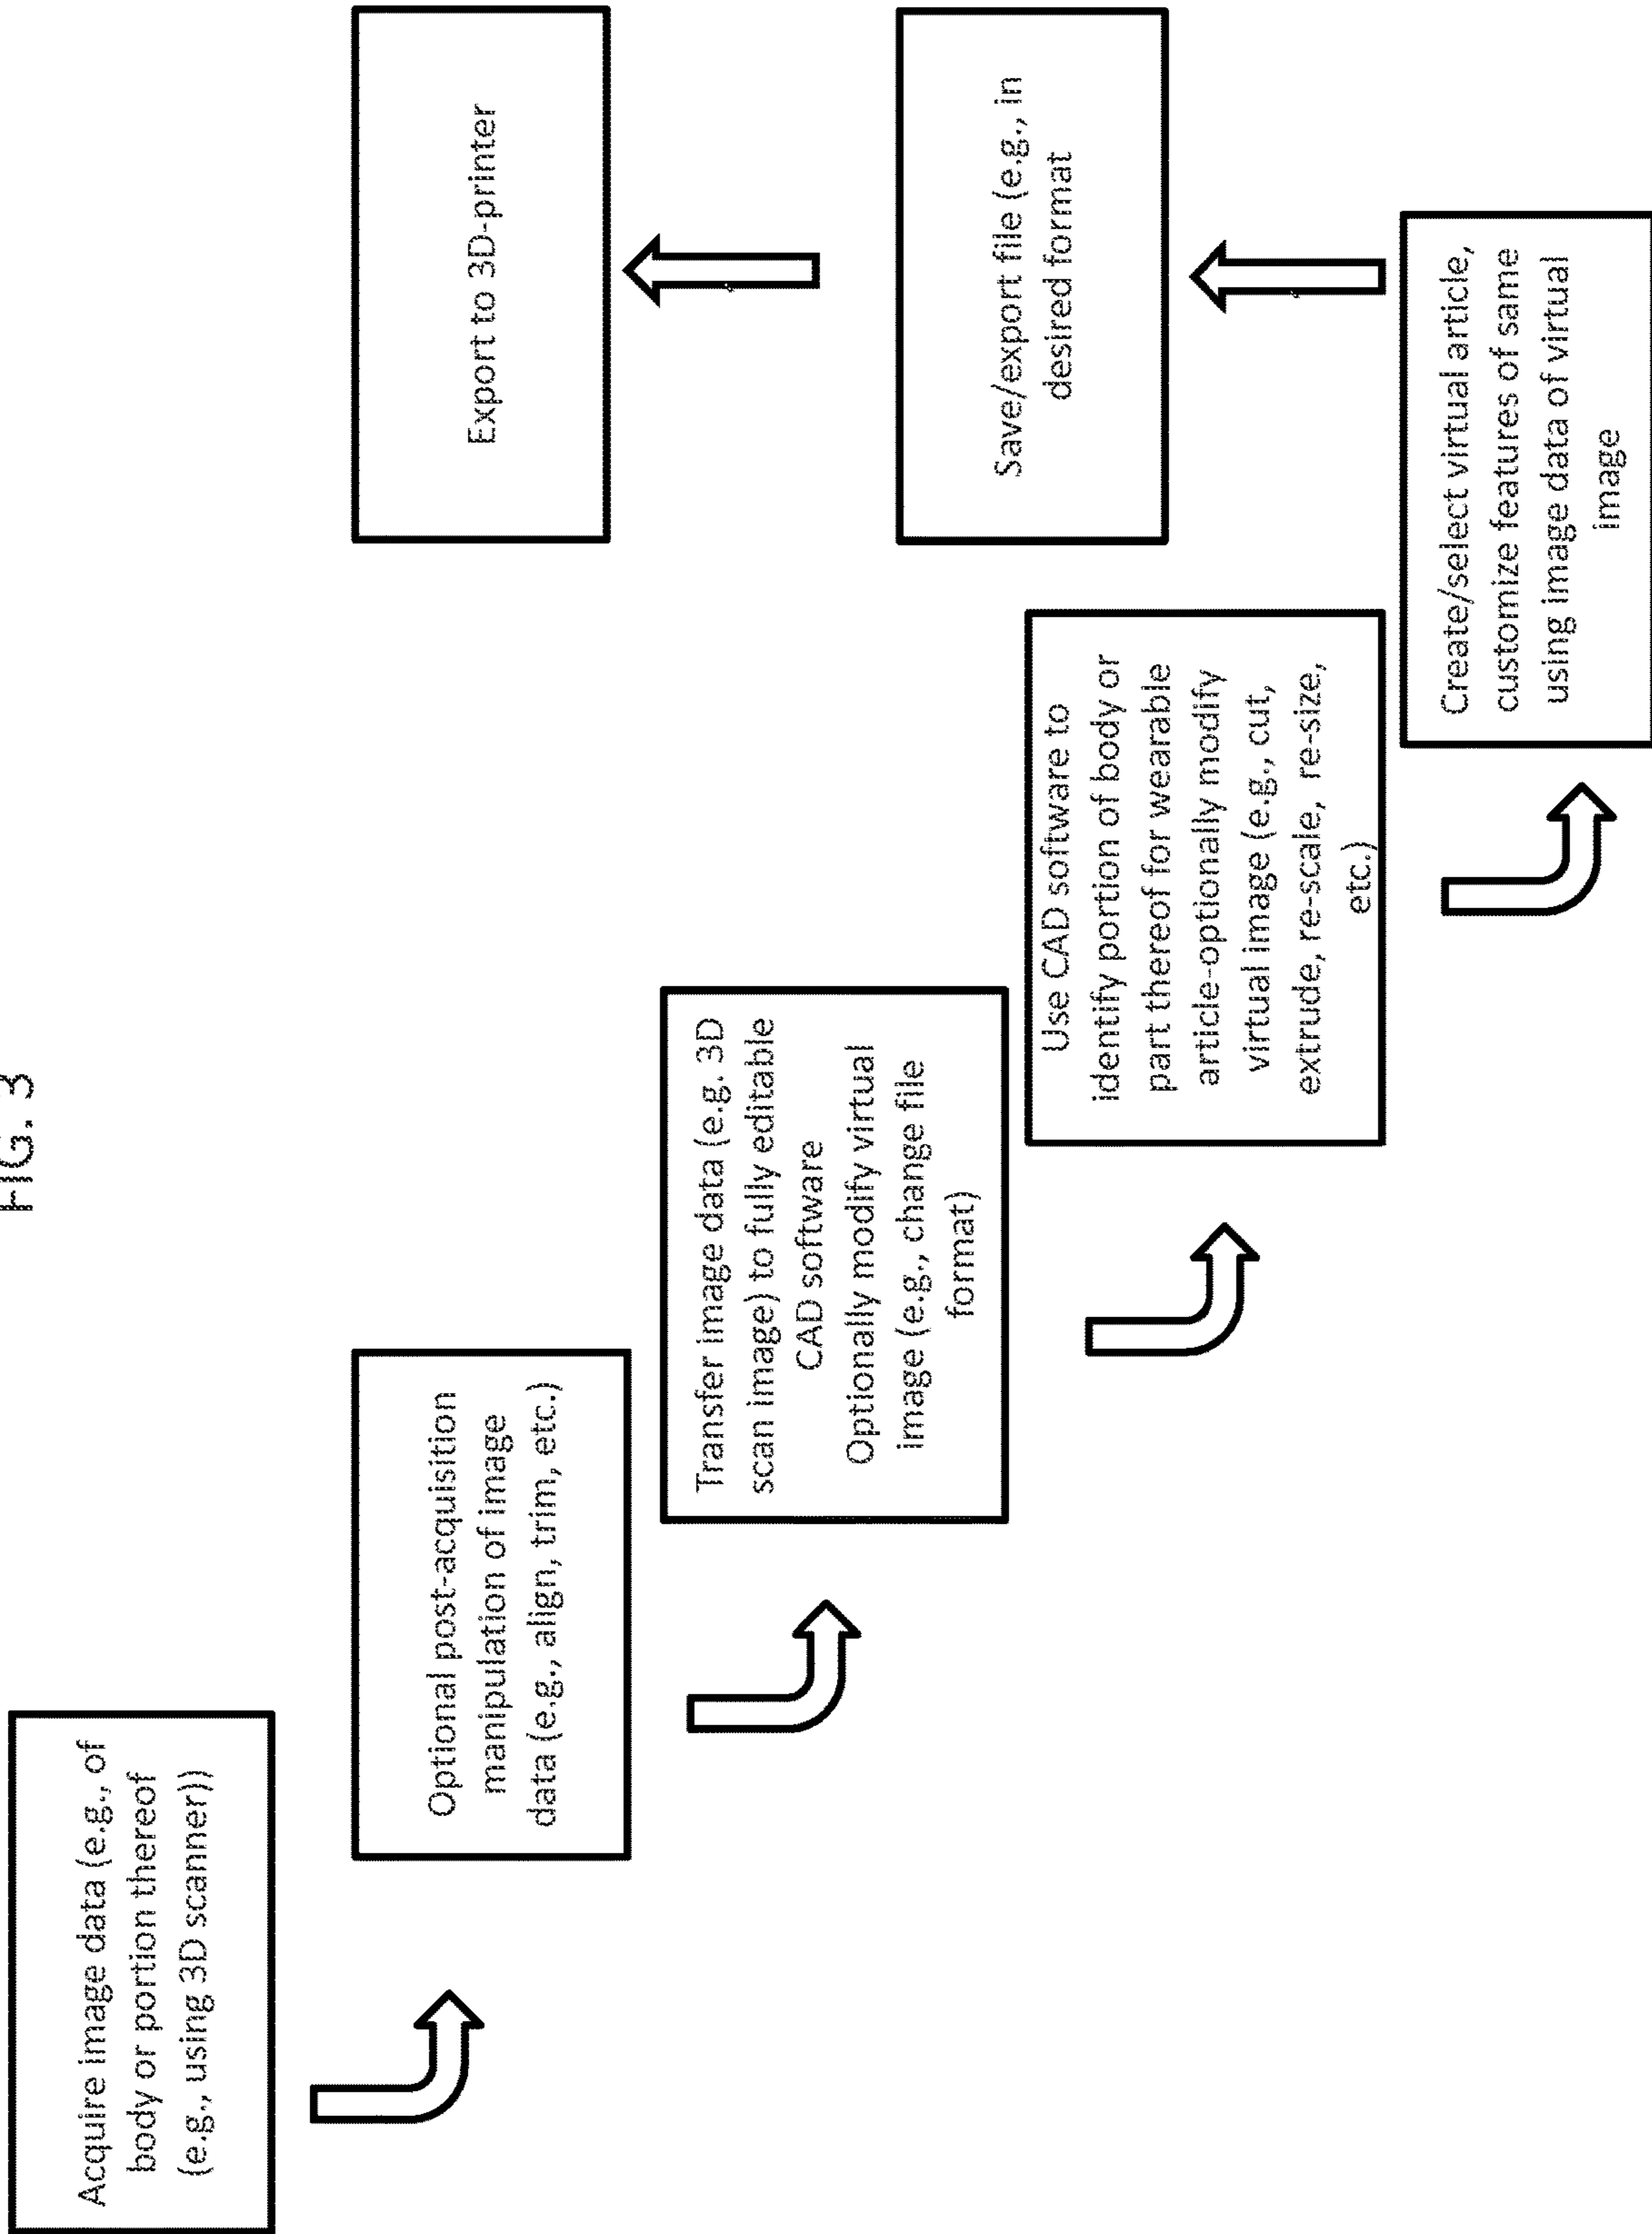 FIG. 3
Acquire image data (e.g., of
body or portion thereof
(e.g., using 3D scanner))
Optional post-acquisition
manipulation of image
data (e.g., align, trim, etc.)
Transfer image data (e.g. 3D
scan image) to fully editable
CAD software
Optionally modify virtual
image (e.g., change file
format)
Use CAD software to
identify portion of body or
part thereof for wearable
article-optionally modify
virtual image (e.g., cut,
extrude, re-scale, re-size,
etc.)
Create/select virtual article,
customize features of same
using image data of virtual
image
Save/export file (e.g., in
desired format
Export to 3D-printer